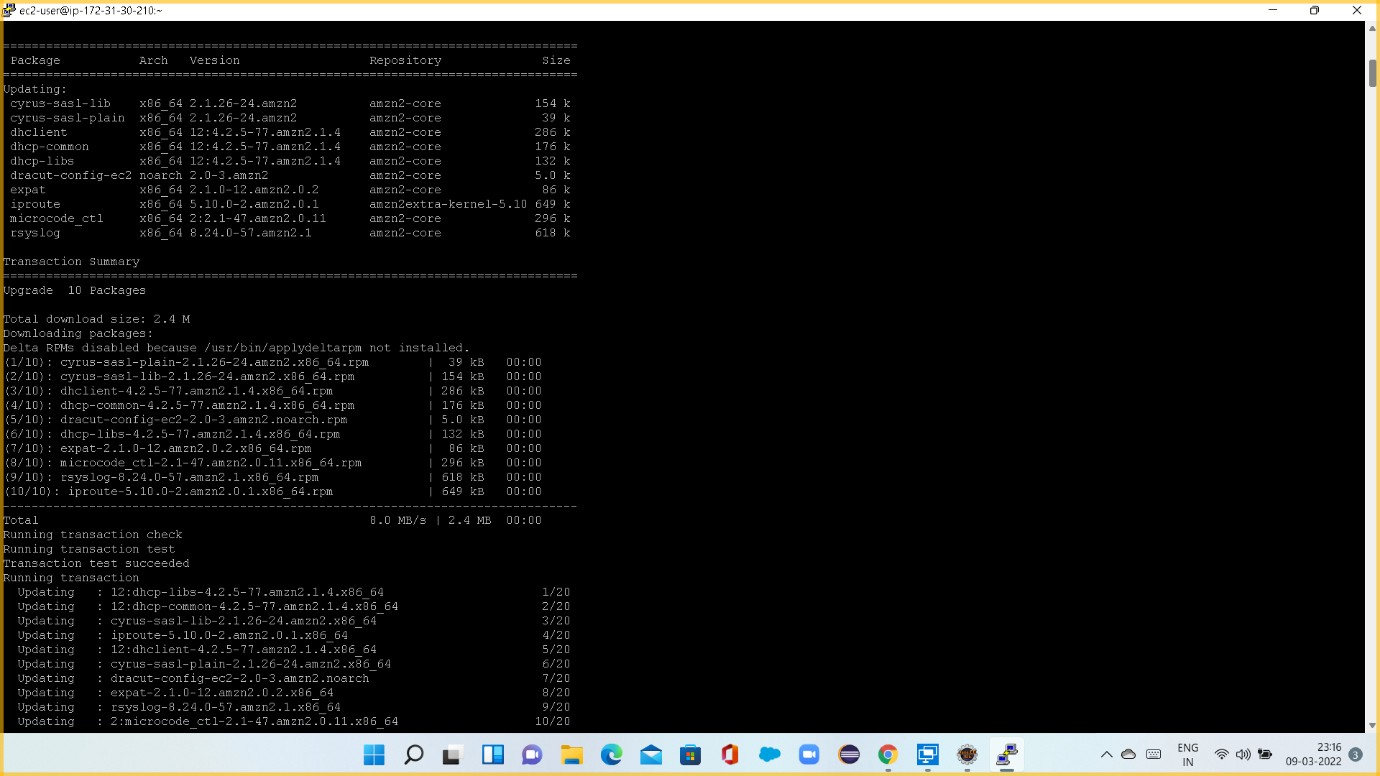 ec2-user@ip-172-31-30-210:~
================================================================================
Package Arch Version Repository Size
================================================================================
Updating:
cyrus-sasl-lib x86_64 2.1.26-24.amzn2 amzn2-core 154 k
cyrus-sasl-plain x86_64 2.1.26-24.amzn2 amzn2-core 39 k
dhclient x86_64 12:4.2.5-77.amzn2.1.4 amzn2-core 286 k
dhcp-common x86_64 12:4.2.5-77.amzn2.1.4 amzn2-core 176 k
dhcp-libs x86_64 12:4.2.5-77.amzn2.1.4 amzn2-core 132 k
dracut-config-ec2 noarch 2.0-3.amzn2 amzn2-core 5.0 k
expat x86_64 2.1.0-12.amzn2.0.2 amzn2-core 86 k
iproute x86_64 5.10.0-2.amzn2.0.1 amzn2extra-kernel-5.10 649 k
microcode_ctl x86_64 2:2.1-47.amzn2.0.11 amzn2-core 296 k
rsyslog x86_64 8.24.0-57.amzn2.1 amzn2-core 618 k
Transaction Summary
================================================================================
Upgrade 10 Packages
Total download size: 2.4 M
Downloading packages:
Delta RPMs disabled because /usr/bin/applydeltarpm not installed.
(1/10): cyrus-sasl-plain-2.1.26-24.amzn2.x86_64.rpm | 39 kB 00:00
(2/10): cyrus-sasl-lib-2.1.26-24.amzn2.x86_64.rpm | 154 kB 00:00
(3/10): dhclient-4.2.5-77.amzn2.1.4.x86_64.rpm | 286 kB 00:00
(4/10): dhcp-common-4.2.5-77.amzn2.1.4.x86_64.rpm | 176 kB 00:00
(5/10): dracut-config-ec2-2.0-3.amzn2.noarch.rpm | 5.0 kB 00:00
(6/10): dhcp-libs-4.2.5-77.amzn2.1.4.x86_64.rpm | 132 kB 00:00
(7/10): expat-2.1.0-12.amzn2.0.2.x86_64.rpm | 86 kB 00:00
(8/10): microcode_ctl-2.1-47.amzn2.0.11.x86_64.rpm | 296 kB 00:00
(9/10): rsyslog-8.24.0-57.amzn2.1.x86_64.rpm | 618 kB 00:00
(10/10): iproute-5.10.0-2.amzn2.0.1.x86_64.rpm | 649 kB 00:00
--------------------------------------------------------------------------------
Total 8.0 MB/s | 2.4 MB 00:00
Running transaction check
Running transaction test
Transaction test succeeded
Running transaction
Updating : 12:dhcp-libs-4.2.5-77.amzn2.1.4.x86_64 1/20
Updating : 12:dhcp-common-4.2.5-77.amzn2.1.4.x86_64 2/20
Updating : cyrus-sasl-lib-2.1.26-24.amzn2.x86_64 3/20
Updating : iproute-5.10.0-2.amzn2.0.1.x86_64 4/20
Updating : 12:dhclient-4.2.5-77.amzn2.1.4.x86_64 5/20
Updating : cyrus-sasl-plain-2.1.26-24.amzn2.x86_64 6/20
Updating : dracut-config-ec2-2.0-3.amzn2.noarch 7/20
Updating : expat-2.1.0-12.amzn2.0.2.x86_64 8/20
Updating : rsyslog-8.24.0-57.amzn2.1.x86_64 9/20
Updating : 2:microcode_ctl-2.1-47.amzn2.0.11.x86_64 10/20
ENG
IN
23:16
09-03-2022
3